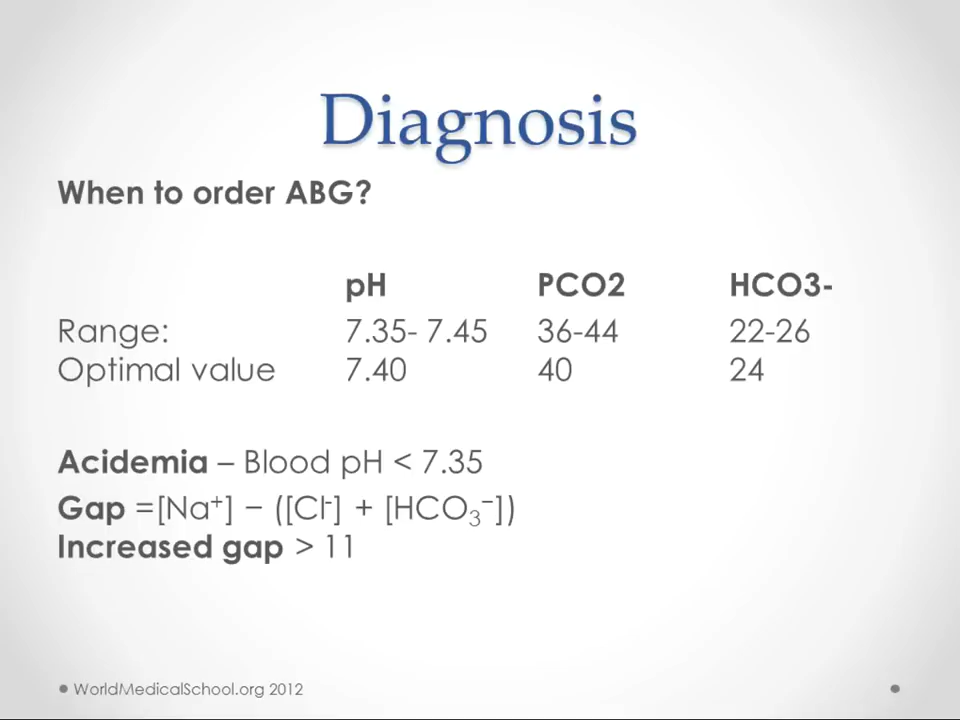 Diagnosis
When to order ABG?
pH PCO2 HCO3-
Range: 7.35- 7.45 36-44 22-26
Optimal value 7.40 40 24
Acidemia – Blood pH < 7.35
Gap =[Na⁺] − ([Cl⁻] + [HCO₃⁻])
Increased gap > 11
WorldMedicalSchool.org 2012